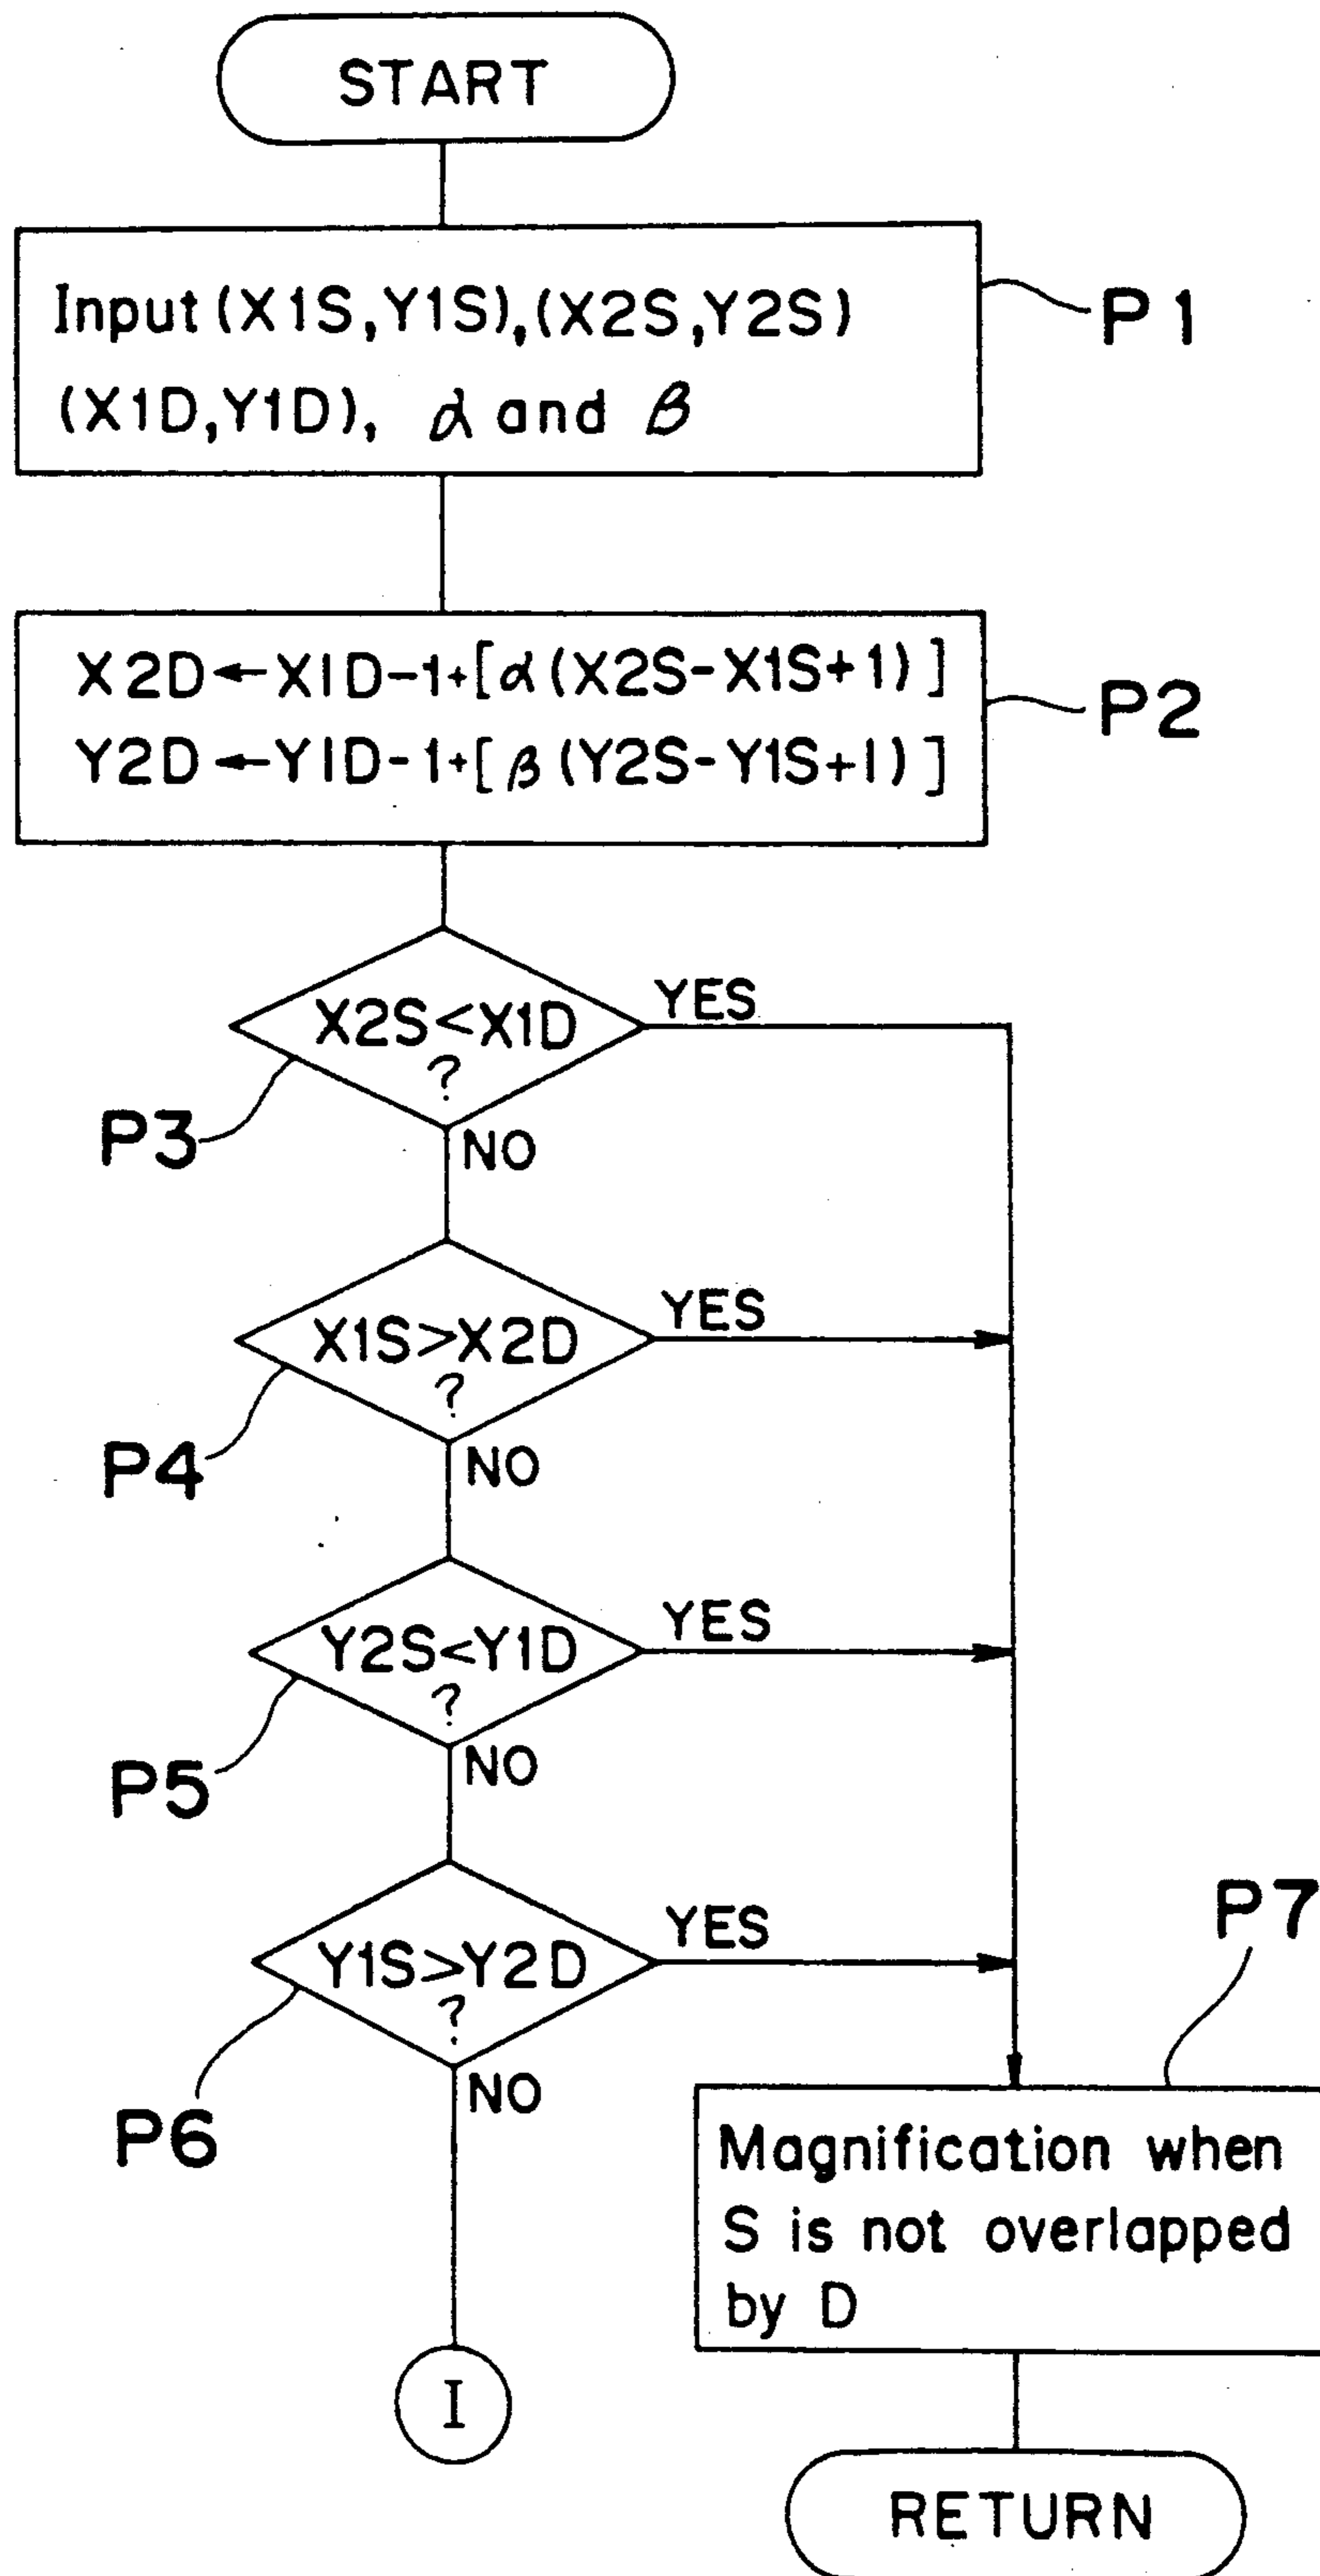 START
Input (X1S,Y1S),(X2S,Y2S)
(X1D,Y1D), α and β
P1
X2D←X1D-1+[α(X2S-X1S+1)]
Y2D←Y1D-1+[β(Y2S-Y1S+1)]
P2
X2S<X1D
?
YES
P3
NO
X1S>X2D
?
YES
P4
NO
Y2S<Y1D
?
YES
P5
NO
Y1S>Y2D
?
YES
P6
NO
P7
Magnification when
S is not overlapped
by D
I
RETURN